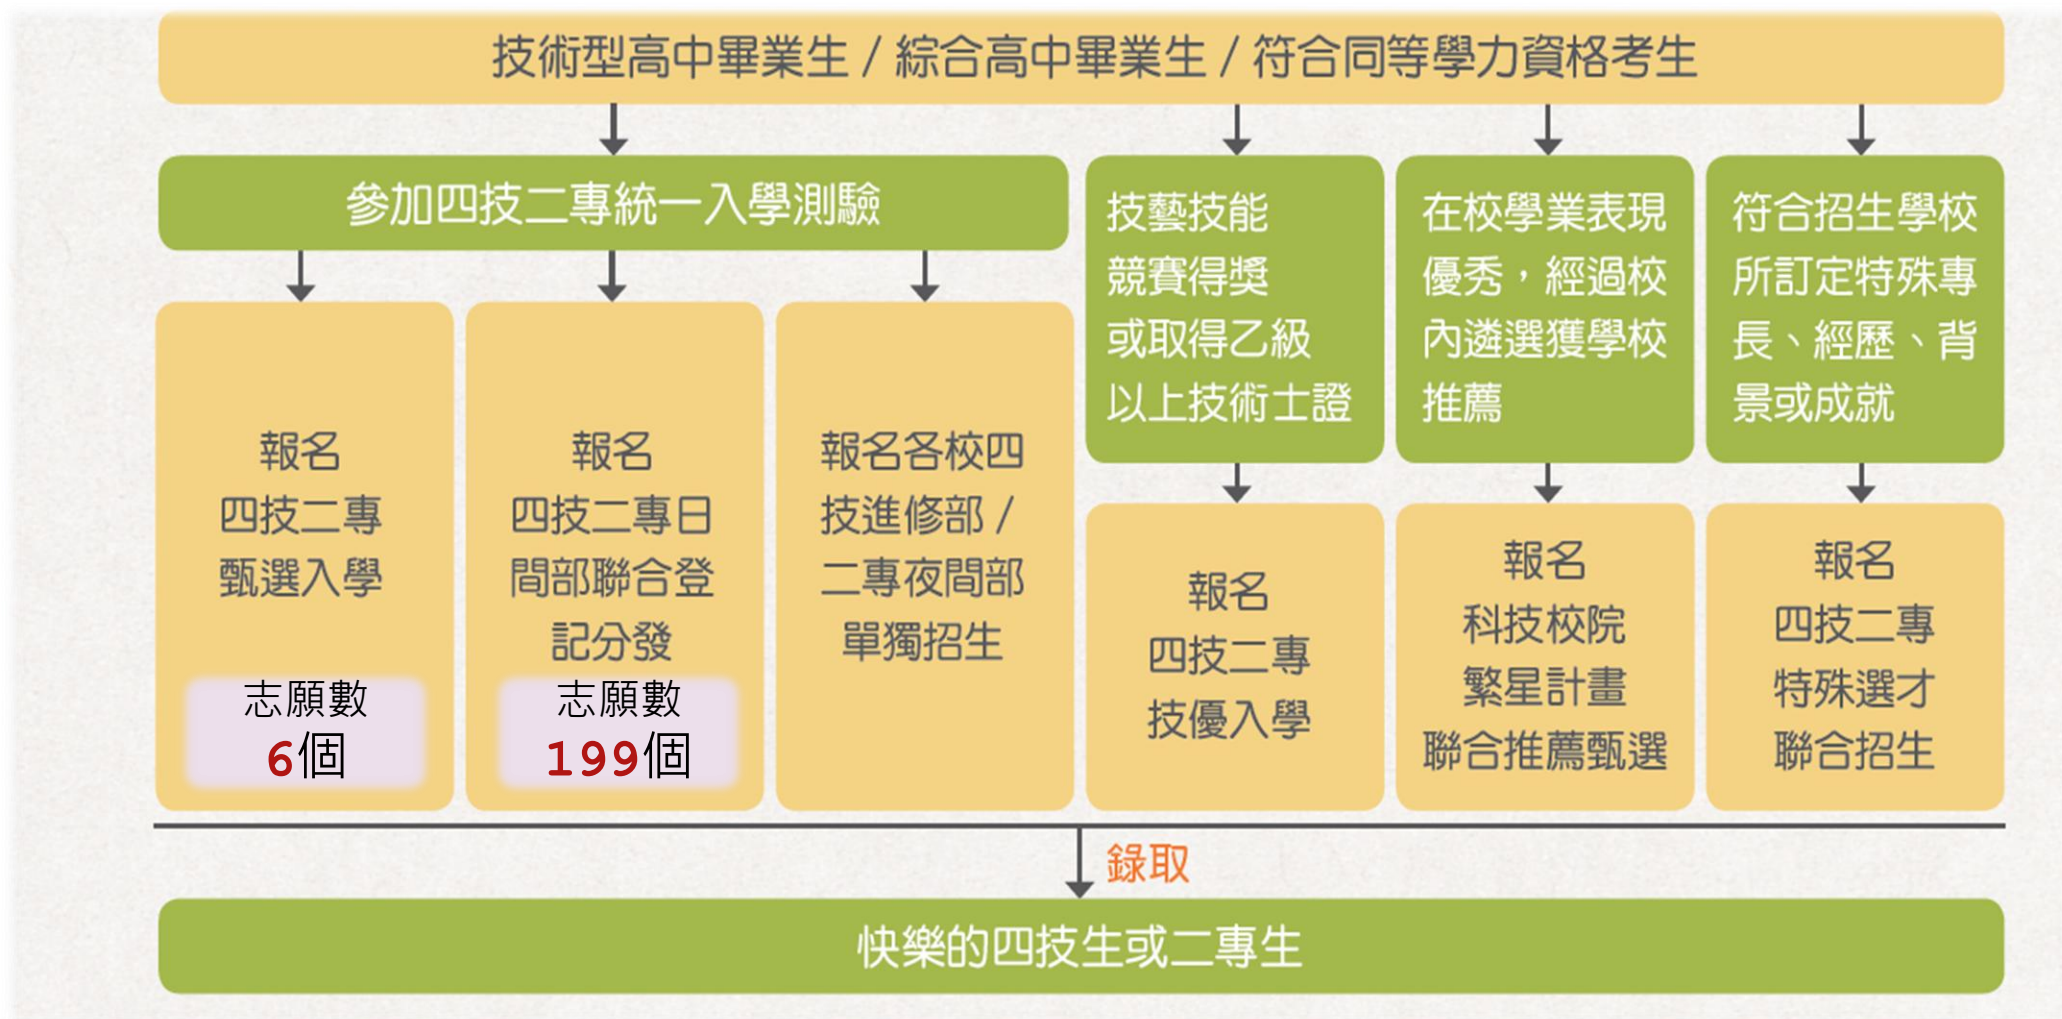 技術型高中畢業生 / 綜合高中畢業生 / 符合同等學力資格考生
參加四技二專統一入學測驗
技藝技能
競賽得獎
或取得乙級
以上技術士證
在校學業表現
優秀，經過校
內遴選獲學校
推薦
符合招生學校
所訂定特殊專
長、經歷、背
景或成就
報名
四技二專
甄選入學
志願數
6個
報名
四技二專日
間部聯合登
記分發
志願數
199個
報名各校四
技進修部 /
二專夜間部
單獨招生
報名
四技二專
技優入學
報名
科技校院
繁星計畫
聯合推薦甄選
報名
四技二專
特殊選才
聯合招生
錄取
快樂的四技生或二專生